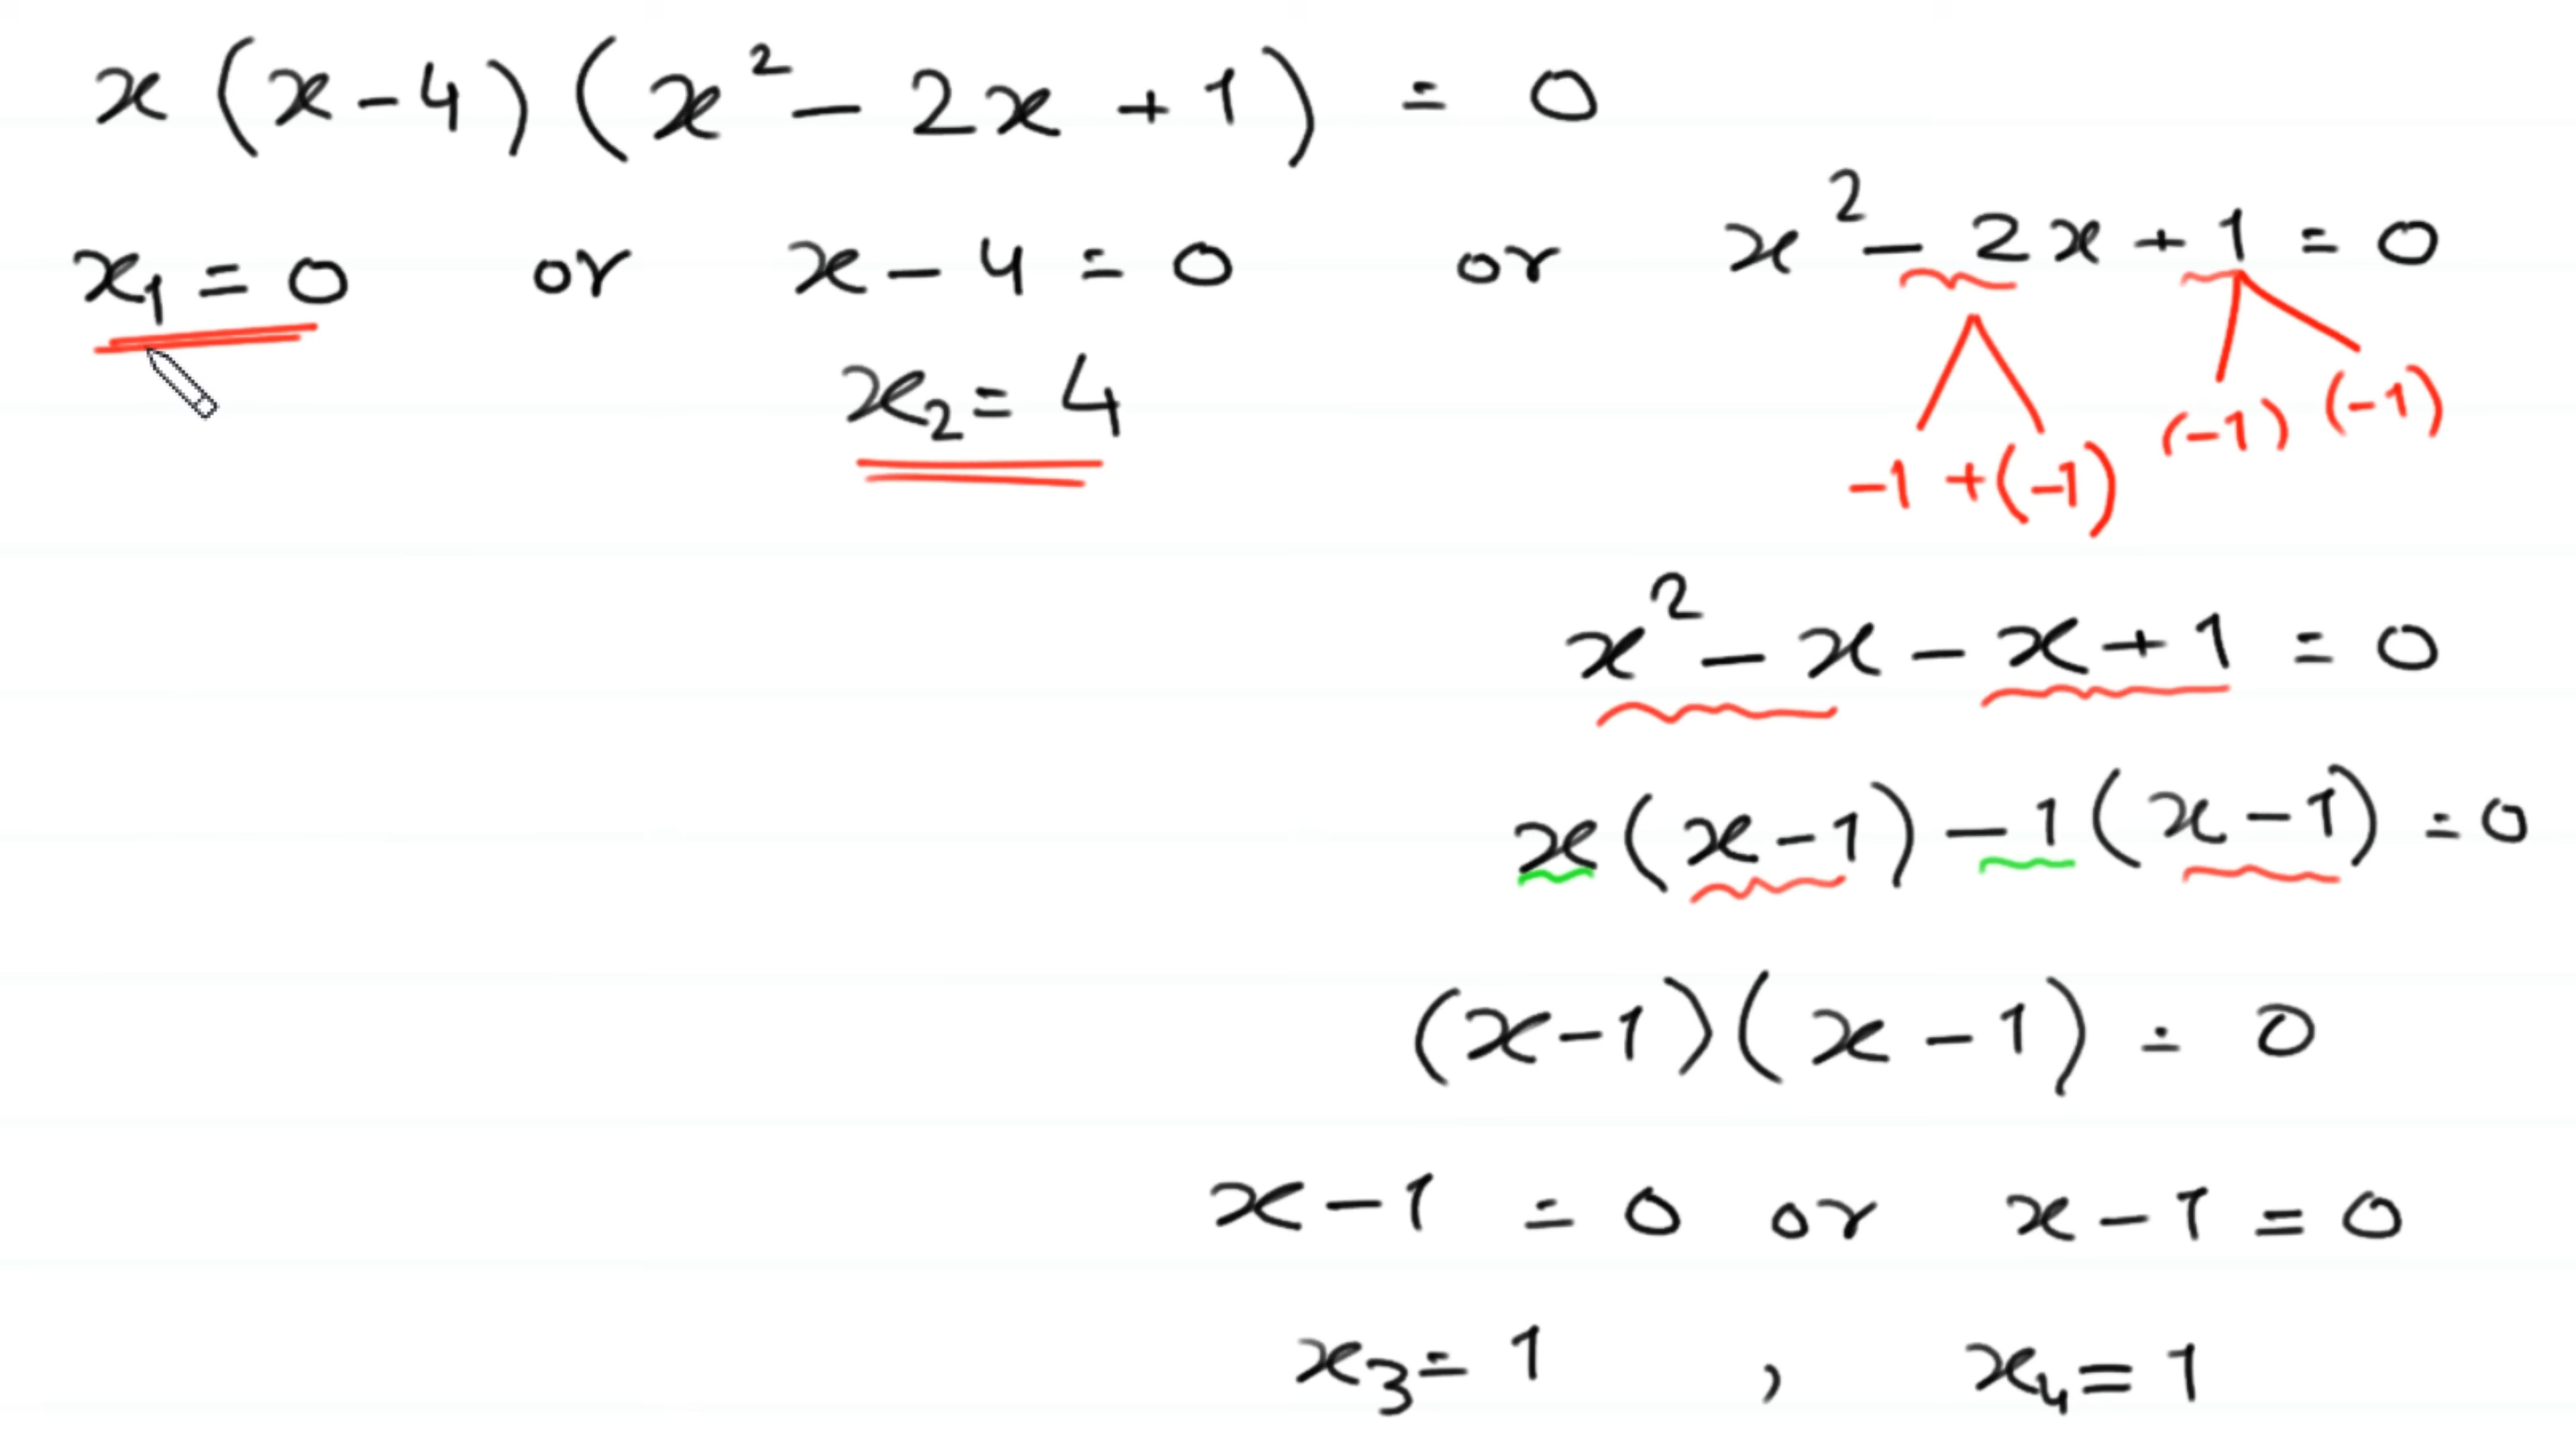 x (x - 4) (x² - 2x + 1) = 0
x₁ = 0 or x - 4 = 0 or x² - 2x + 1 = 0
x₂ = 4
(-1) (-1)
-1 + (-1)
x² - x - x + 1 = 0
x (x - 1) - 1 (x - 1) = 0
(x - 1) (x - 1) = 0
x - 1 = 0 or x - 1 = 0
x₃ = 1 , x₄ = 1